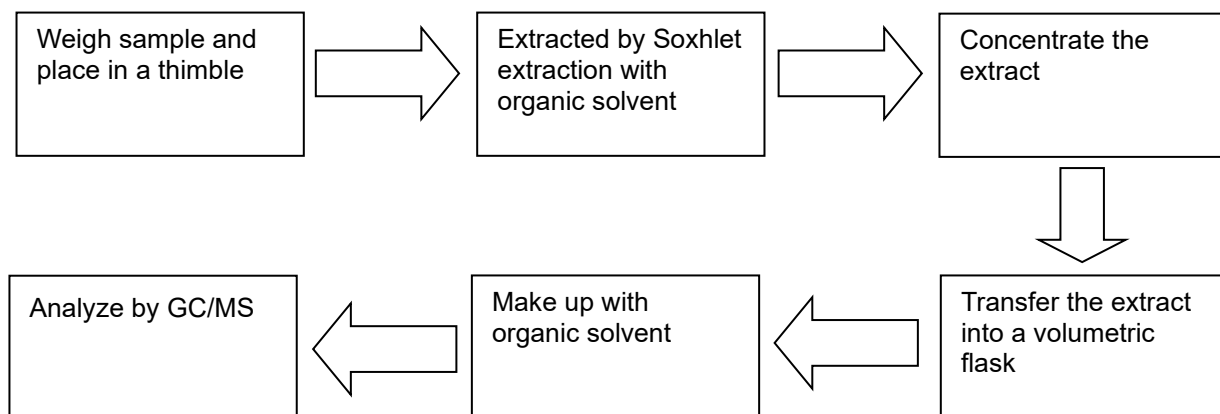 Weigh sample and
place in a thimble
Extracted by Soxhlet
extraction with
organic solvent
Concentrate the
extract
Transfer the extract
into a volumetric
flask
Make up with
organic solvent
Analyze by GC/MS